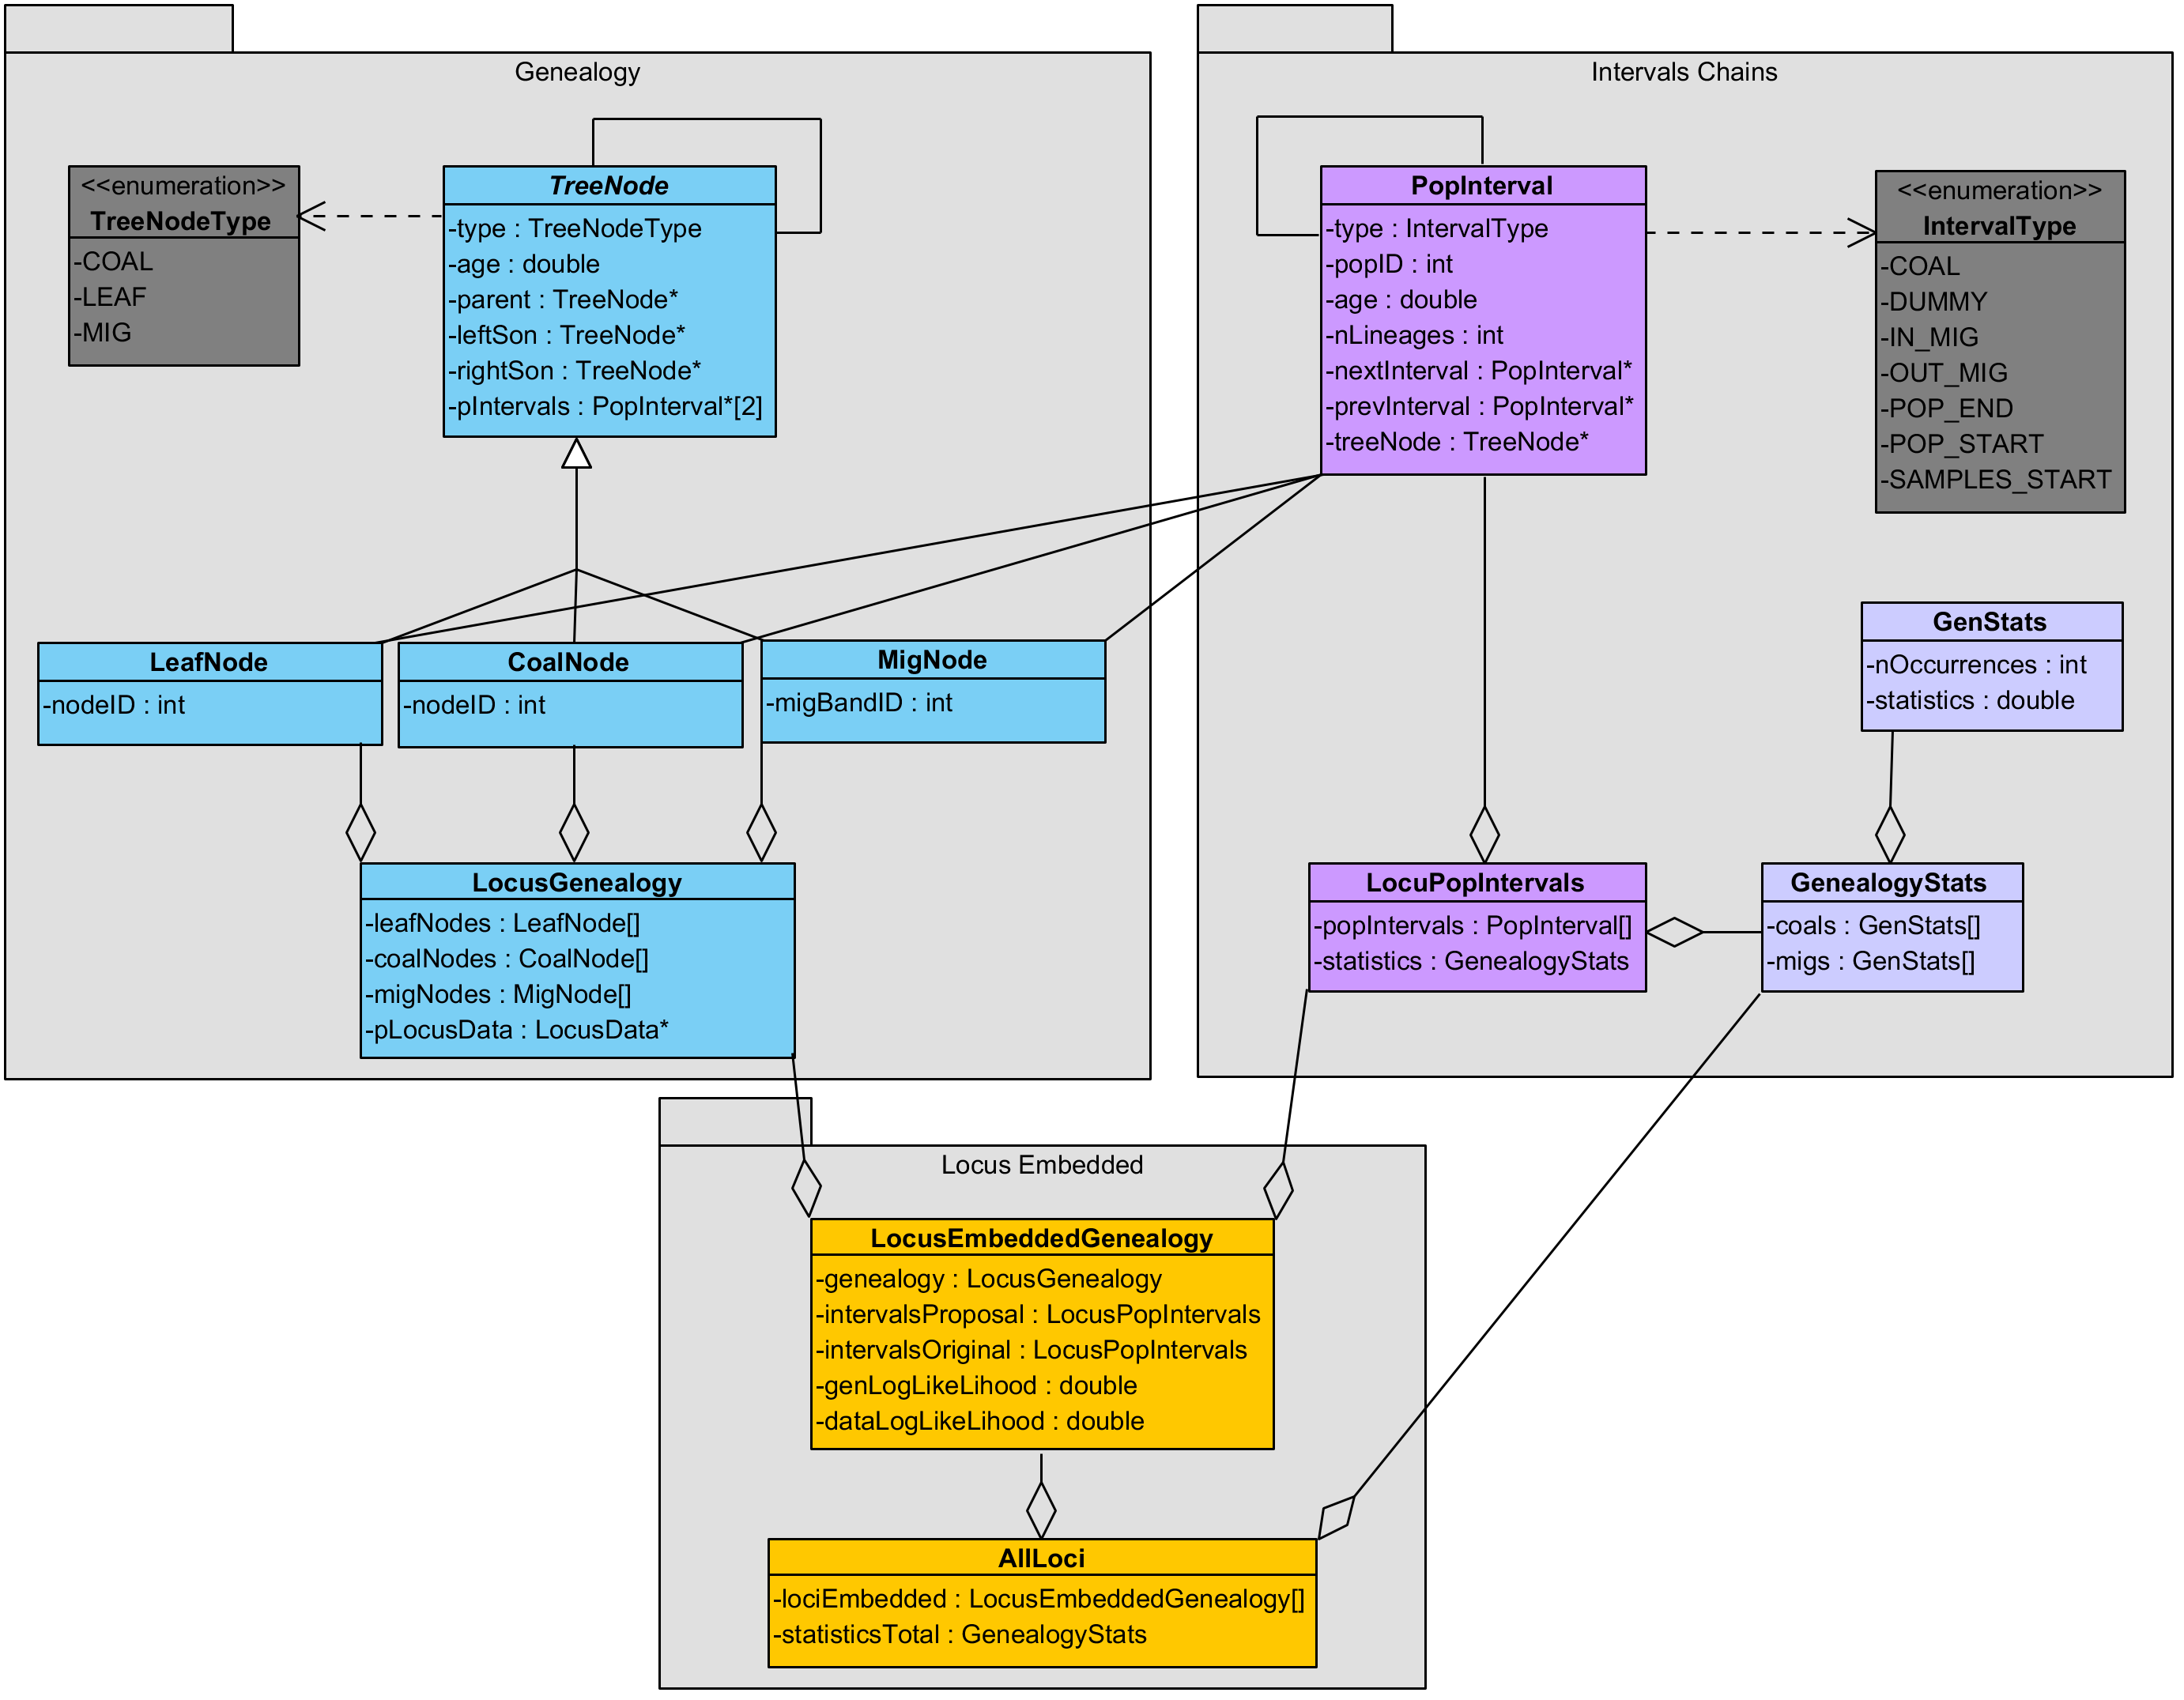 Genealogy
<<enumeration>>
TreeNodeType
-COAL
-LEAF
-MIG
TreeNode
-type : TreeNodeType
-age : double
-parent : TreeNode*
-leftSon : TreeNode*
-rightSon : TreeNode*
-pIntervals : PopInterval*[2]
LeafNode
-nodeID : int
CoalNode
-nodeID : int
MigNode
-migBandID : int
LocusGenealogy
-leafNodes : LeafNode[]
-coalNodes : CoalNode[]
-migNodes : MigNode[]
-pLocusData : LocusData*
Intervals Chains
PopInterval
-type : IntervalType
-popID : int
-age : double
-nLineages : int
-nextInterval : PopInterval*
-prevInterval : PopInterval*
-treeNode : TreeNode*
<<enumeration>>
IntervalType
-COAL
-DUMMY
-IN_MIG
-OUT_MIG
-POP_END
-POP_START
-SAMPLES_START
GenStats
-nOccurrences : int
-statistics : double
LocuPopIntervals
-popIntervals : PopInterval[]
-statistics : GenealogyStats
GenealogyStats
-coals : GenStats[]
-migs : GenStats[]
Locus Embedded
LocusEmbeddedGenealogy
-genealogy : LocusGenealogy
-intervalsProposal : LocusPopIntervals
-intervalsOriginal : LocusPopIntervals
-genLogLikeLihood : double
-dataLogLikeLihood : double
AllLoci
-lociEmbedded : LocusEmbeddedGenealogy[]
-statisticsTotal : GenealogyStats